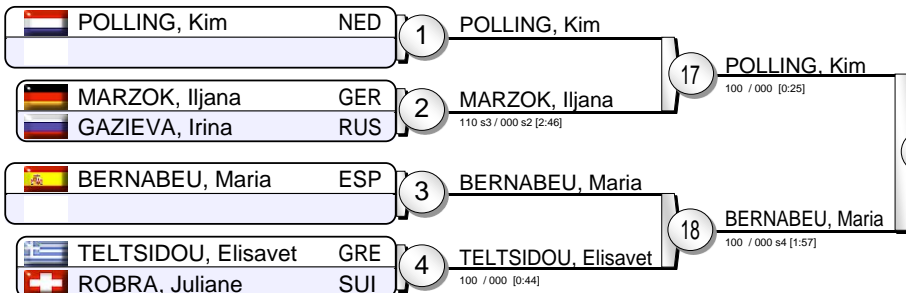 POLLING, Kim NED
1
POLLING, Kim
17
POLLING, Kim
100 / 000 [0:25]
MARZOK, Iljana GER
GAZIEVA, Irina RUS
2
MARZOK, Iljana
110 s3 / 000 s2 [2:46]
BERNABEU, Maria ESP
3
BERNABEU, Maria
18
BERNABEU, Maria
100 / 000 s4 [1:57]
TELTSIDOU, Elisavet GRE
ROBRA, Juliane SUI
4
TELTSIDOU, Elisavet
100 / 000 [0:44]